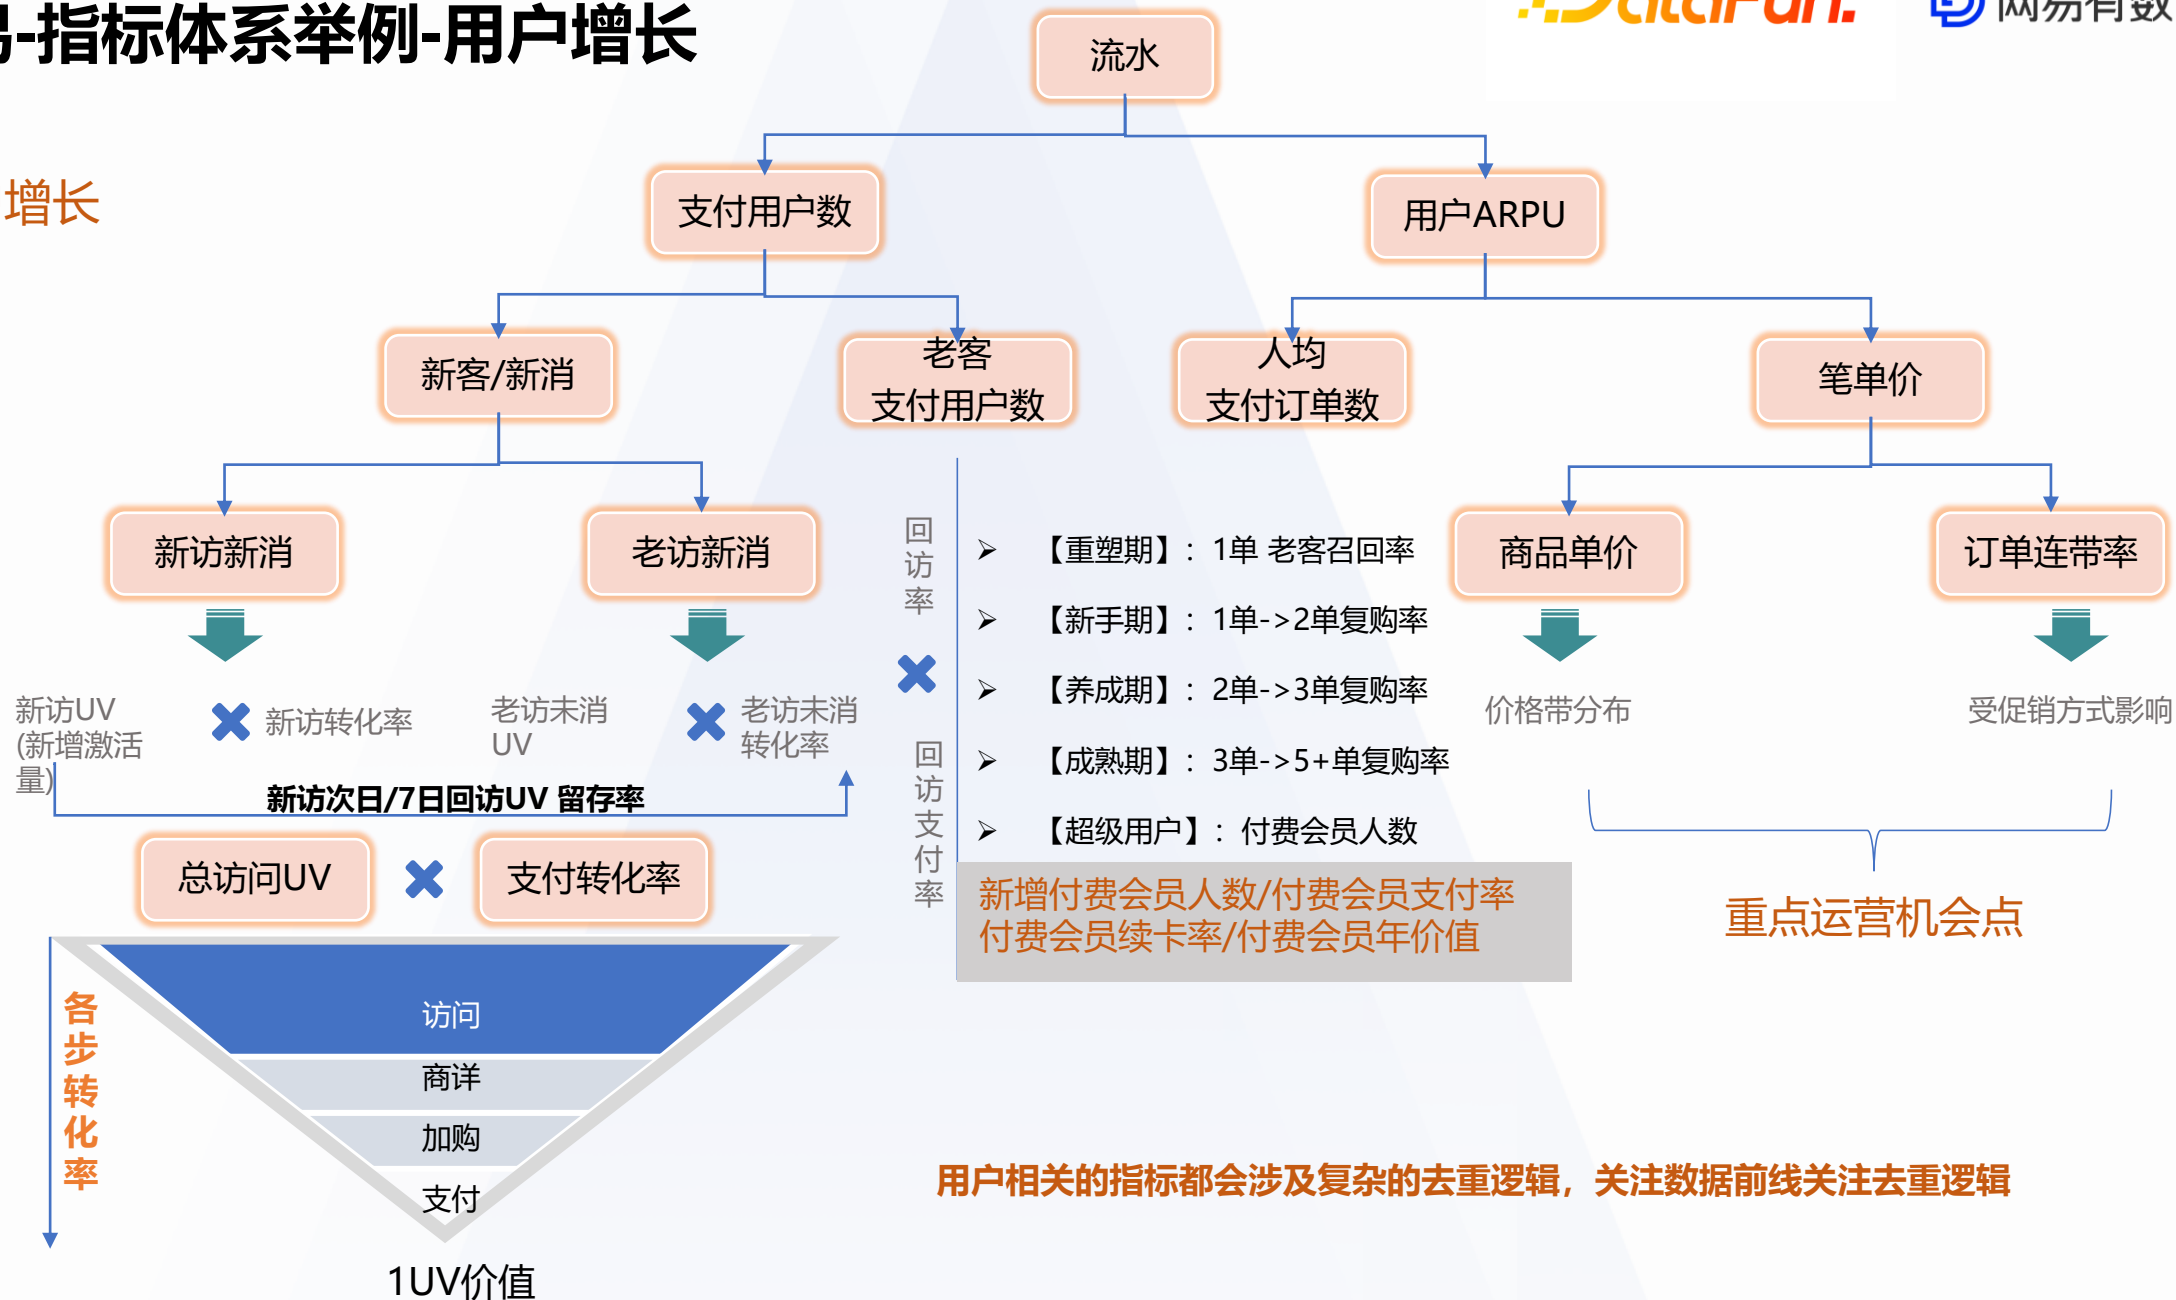 易-指标体系举例-用户增长
DataFun.
网易有数
流水
增长
支付用户数
用户ARPU
新客/新消
老客
支付用户数
人均
支付订单数
笔单价
新访新消
老访新消
商品单价
订单连带率
回访率
【重塑期】：1单 老客召回率
【新手期】：1单->2单复购率
【养成期】：2单->3单复购率
【成熟期】：3单->5+单复购率
【超级用户】：付费会员人数
回访支付率
新访UV
(新增激活
量)
新访转化率
老访未消
UV
老访未消
转化率
价格带分布
受促销方式影响
新访次日/7日回访UV 留存率
总访问UV
支付转化率
新增付费会员人数/付费会员支付率
付费会员续卡率/付费会员年价值
重点运营机会点
各步转化率
访问
商详
加购
支付
用户相关的指标都会涉及复杂的去重逻辑，关注数据前线关注去重逻辑
1UV价值